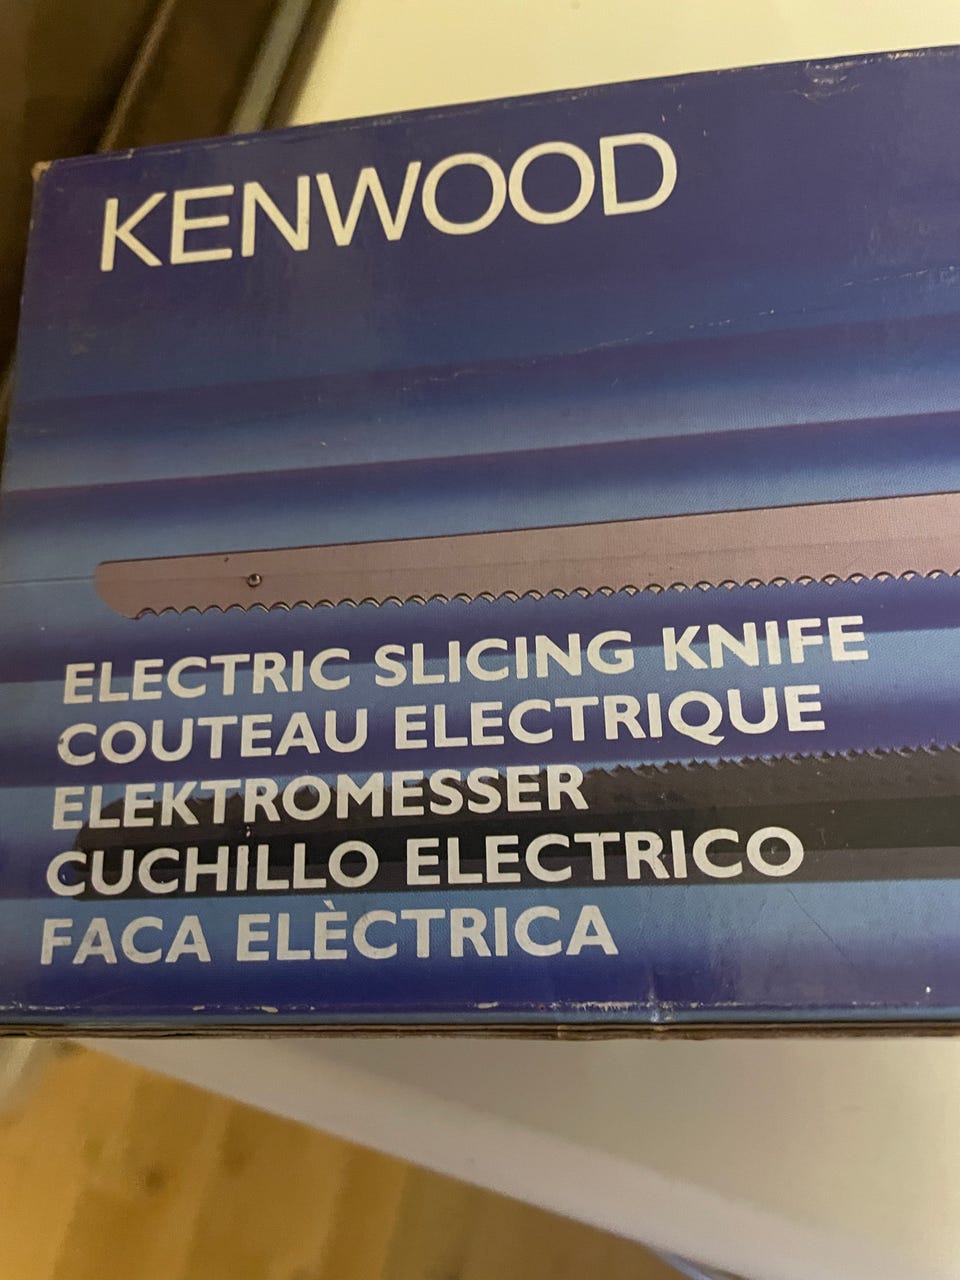 KENWOOD
ELECTRIC SLICING KNIFE
COUTEAU ELECTRIQUE
ELEKTROMESSER
CUCHILLO ELECTRICO
FACA ELÈCTRICA